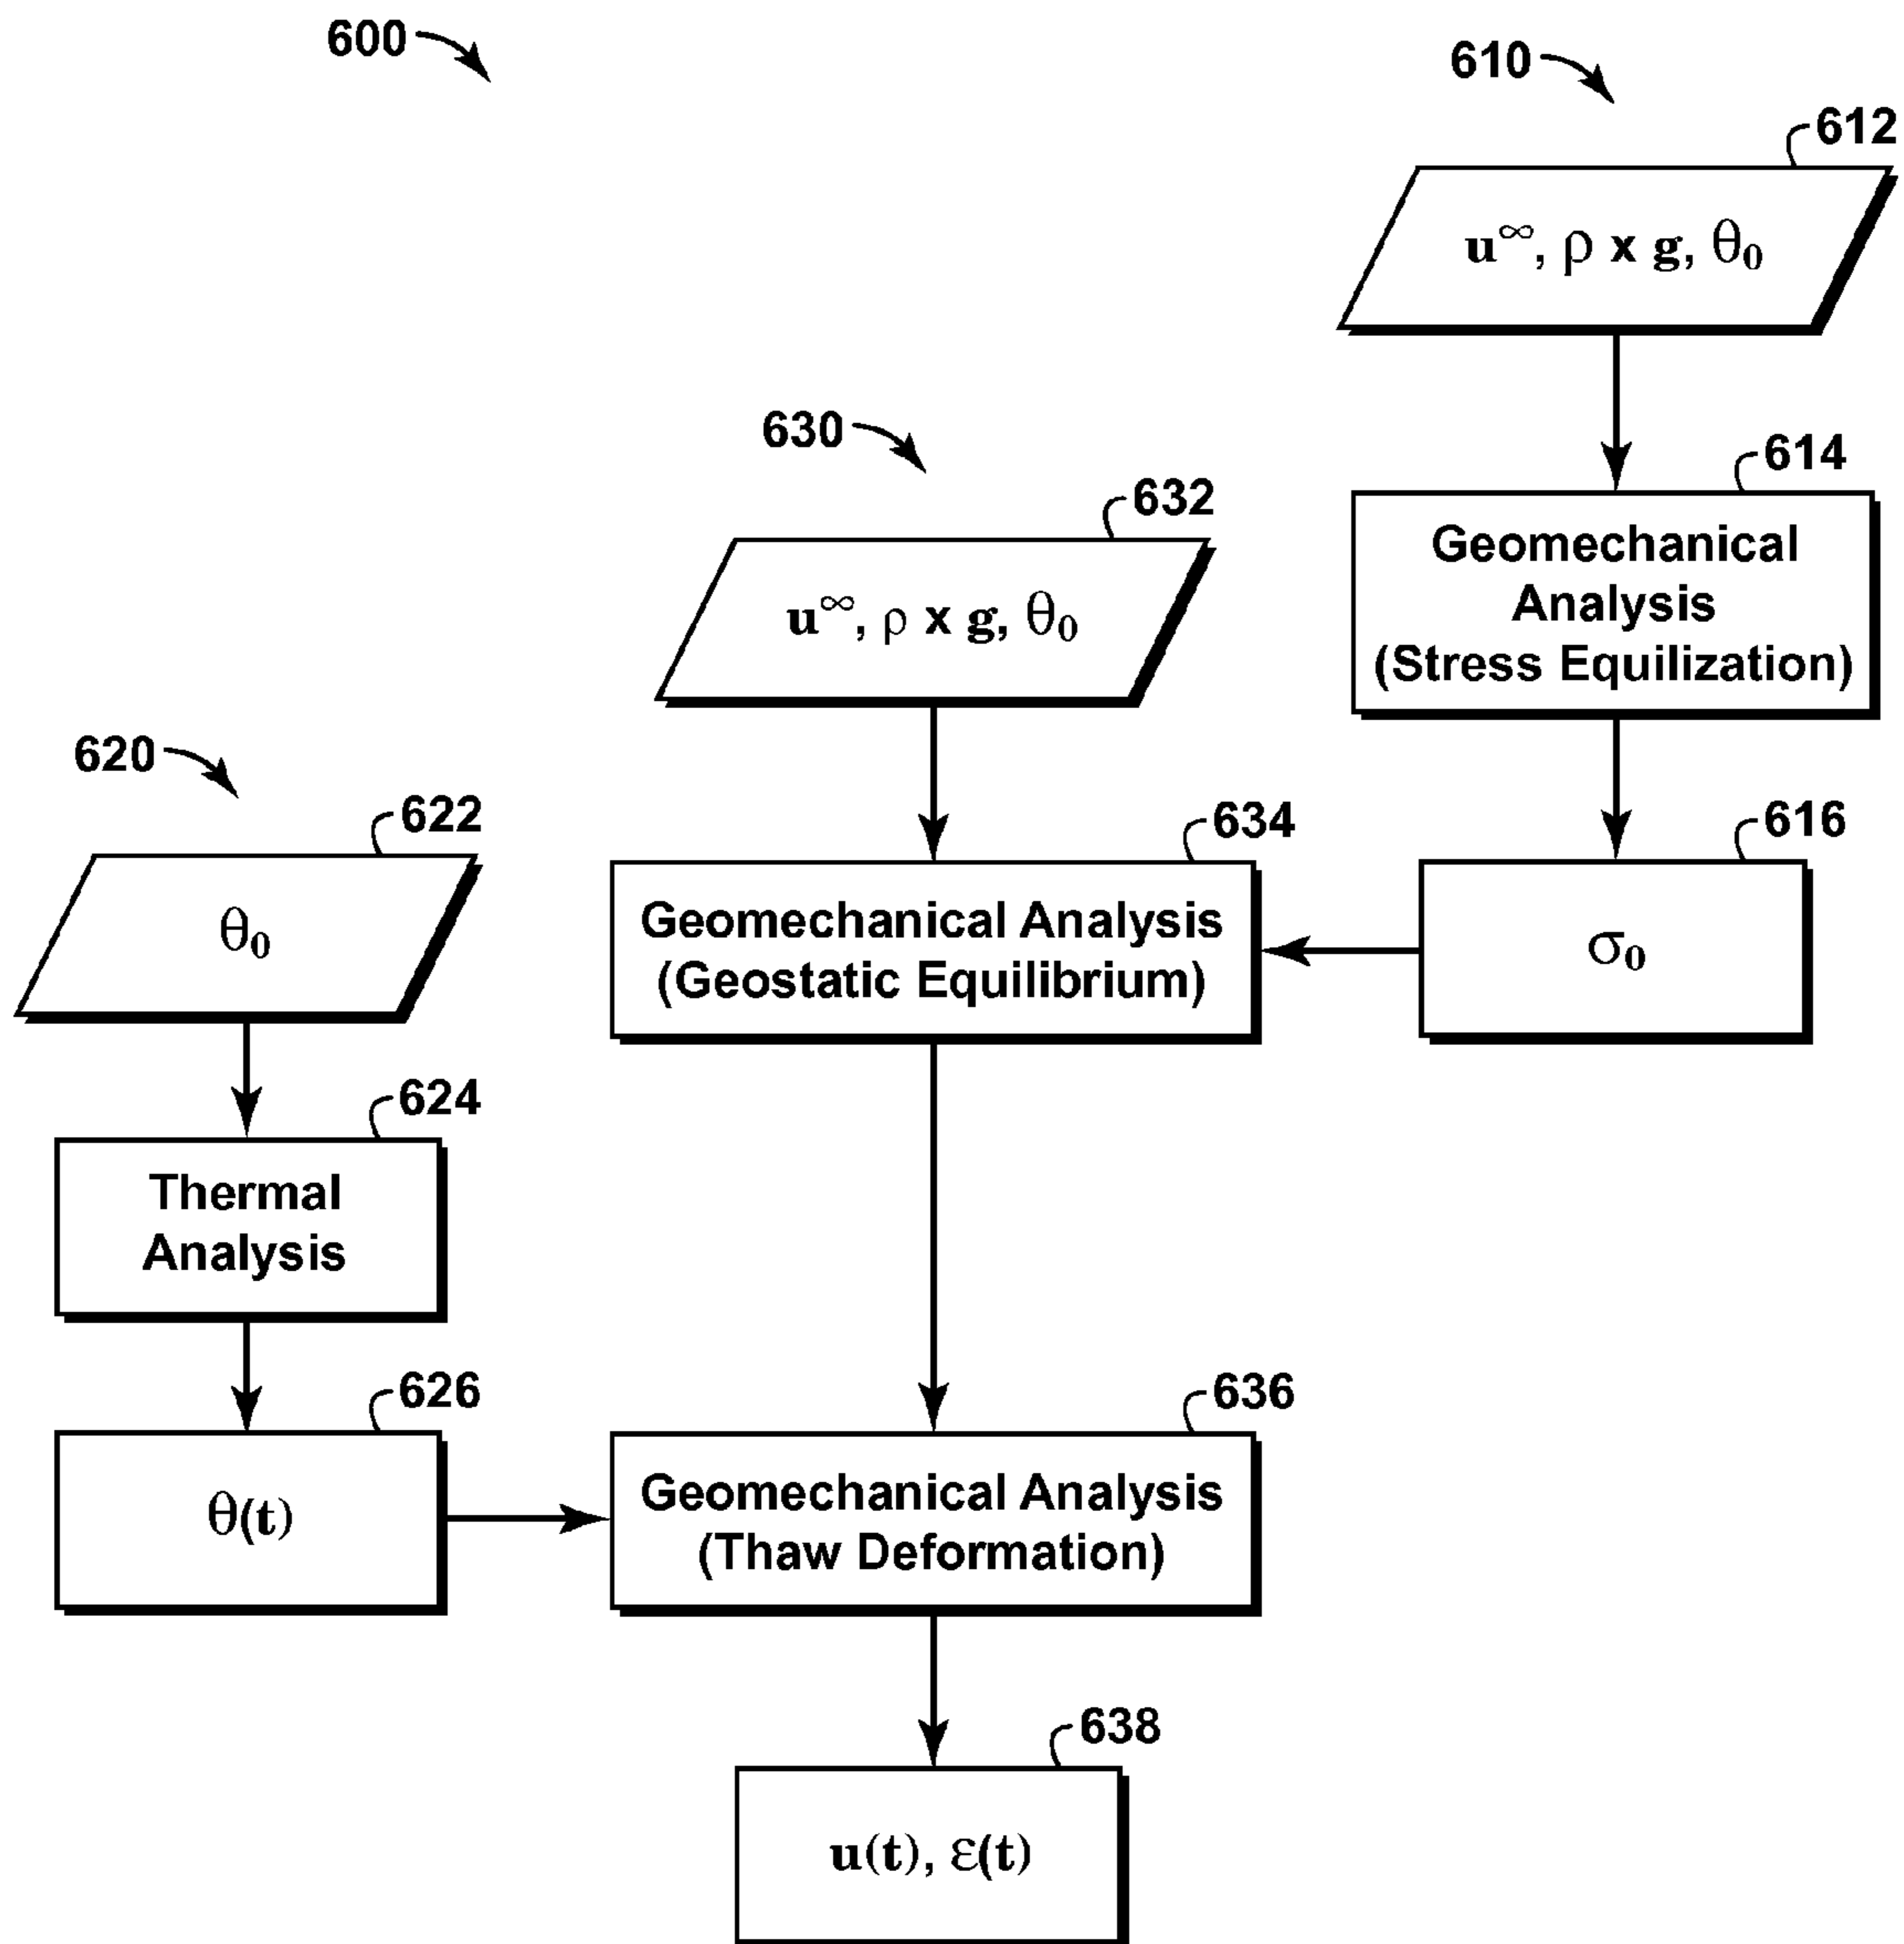 600
610
612
u∞, ρ x g, θ0
630
614
632
Geomechanical
Analysis
(Stress Equilization)
u∞, ρ x g, θ0
620
622
634
616
θ0
Geomechanical Analysis
(Geostatic Equilibrium)
σ0
624
Thermal
Analysis
626
636
θ(t)
Geomechanical Analysis
(Thaw Deformation)
638
u(t), ε(t)